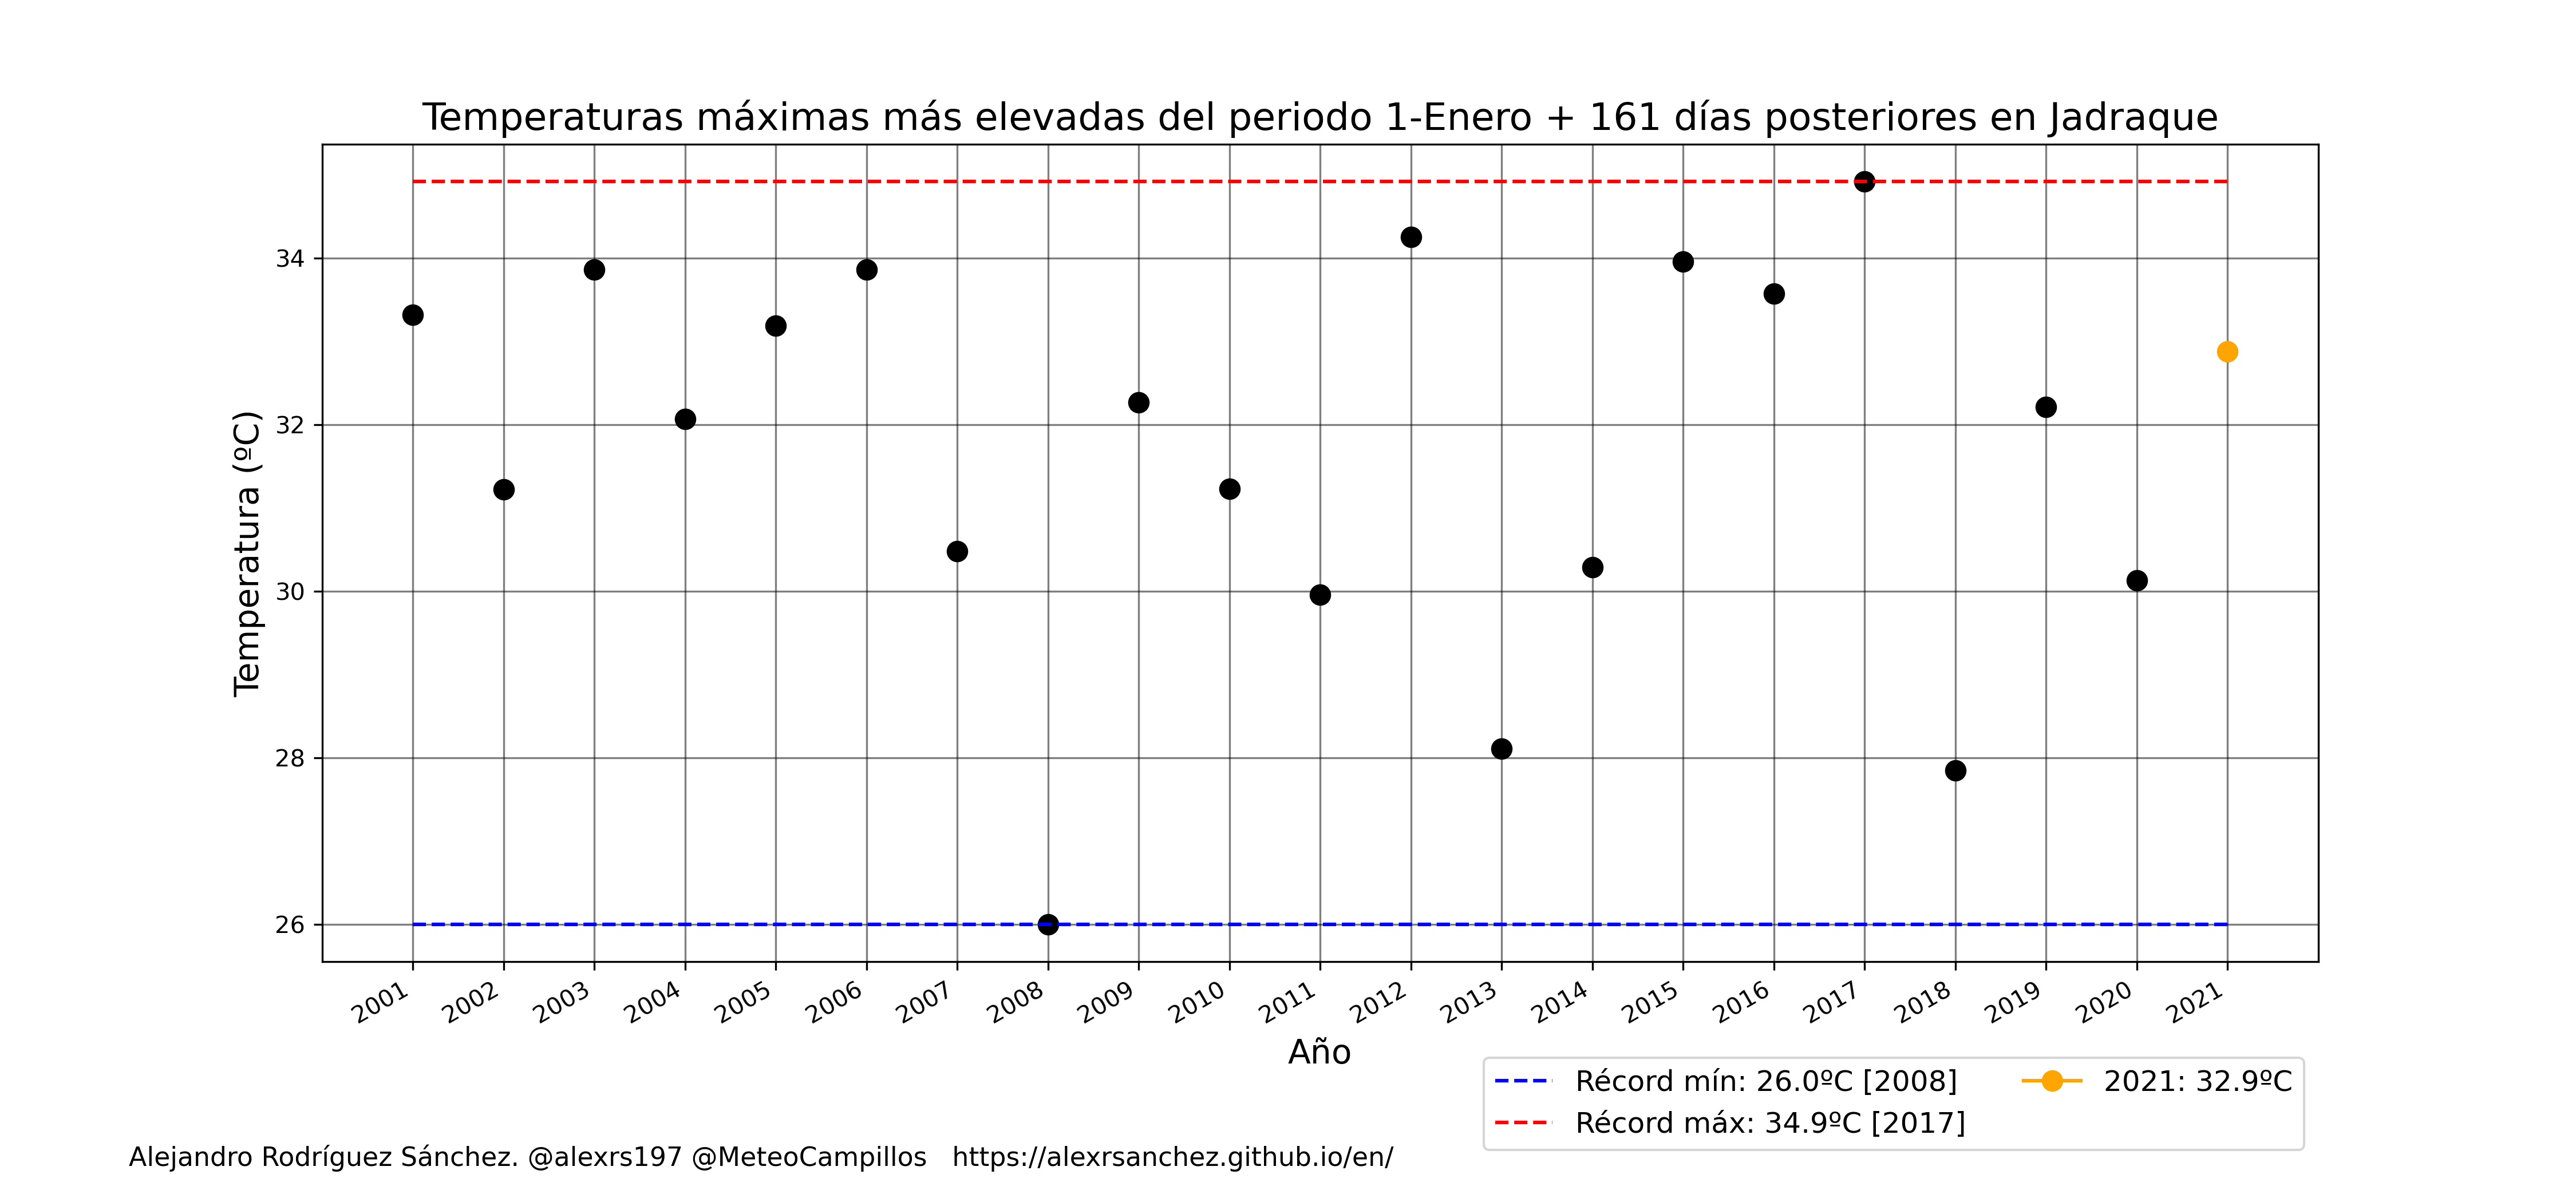 Temperaturas máximas más elevadas del periodo 1-Enero + 161 días posteriores en Jadraque
Temperatura (ºC)
34
32
30
28
26
2001 2002 2003 2004 2005 2006 2007 2008 2009 2010 2011 2012 2013 2014 2015 2016 2017 2018 2019 2020 2021
Año
Récord mín: 26.0ºC [2008]
Récord máx: 34.9ºC [2017]
2021: 32.9ºC
Alejandro Rodríguez Sánchez. @alexrs197 @MeteoCampillos https://alexrsanchez.github.io/en/